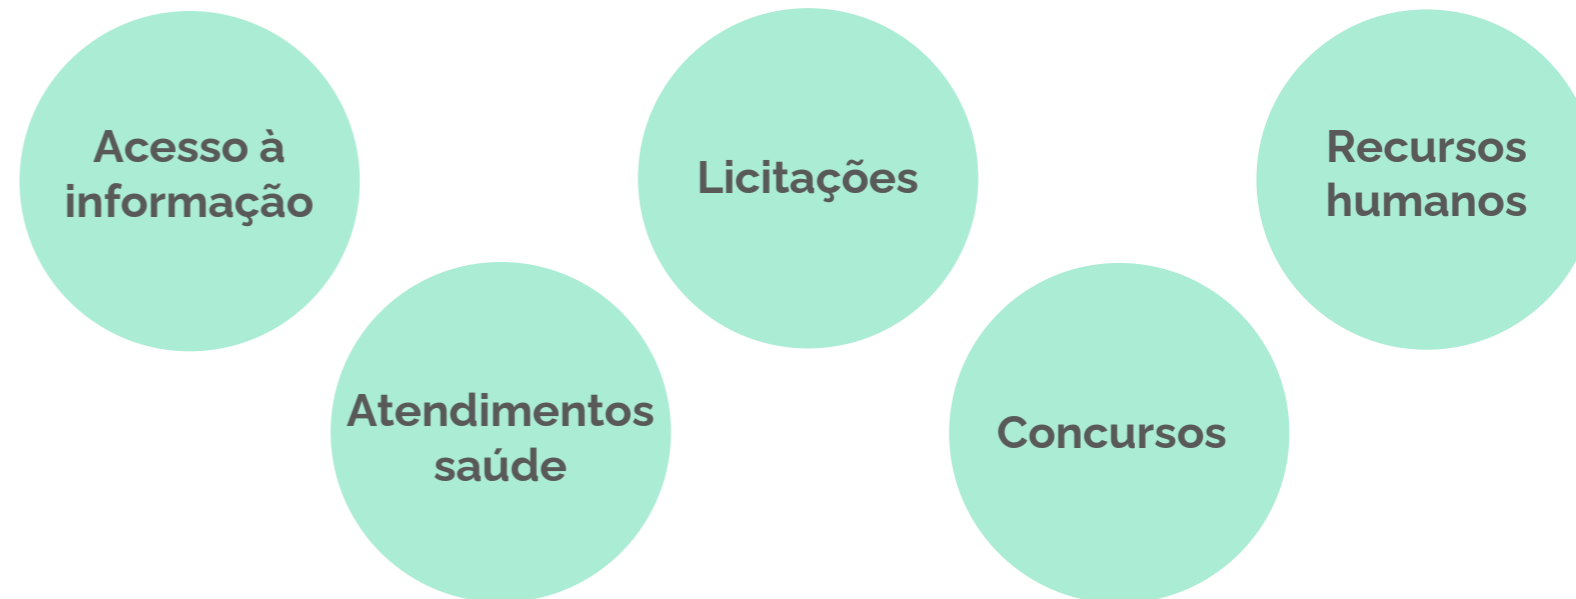 Acesso à
informação
Atendimentos
saúde
Licitações
Concursos
Recursos
humanos